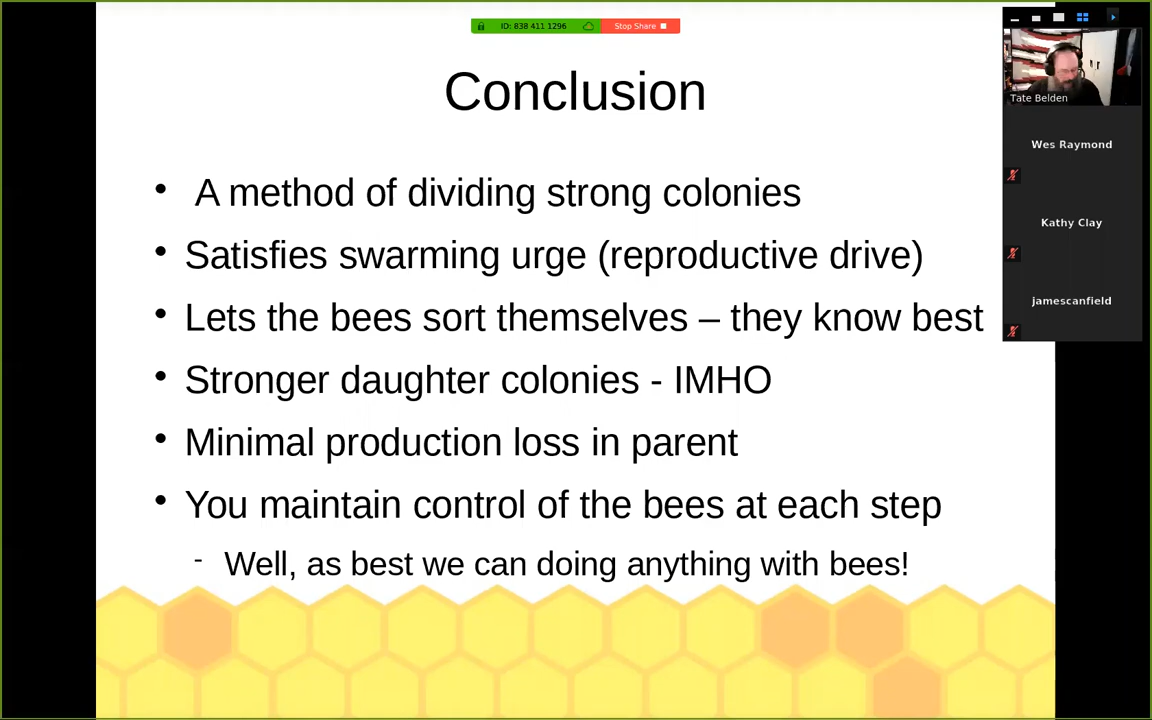 ID: 838 411 1296
Stop Share
Conclusion
A method of dividing strong colonies
Satisfies swarming urge (reproductive drive)
Lets the bees sort themselves – they know best
Stronger daughter colonies - IMHO
Minimal production loss in parent
You maintain control of the bees at each step
- Well, as best we can doing anything with bees!
Tate Belden
Wes Raymond
Kathy Clay
jamescanfield